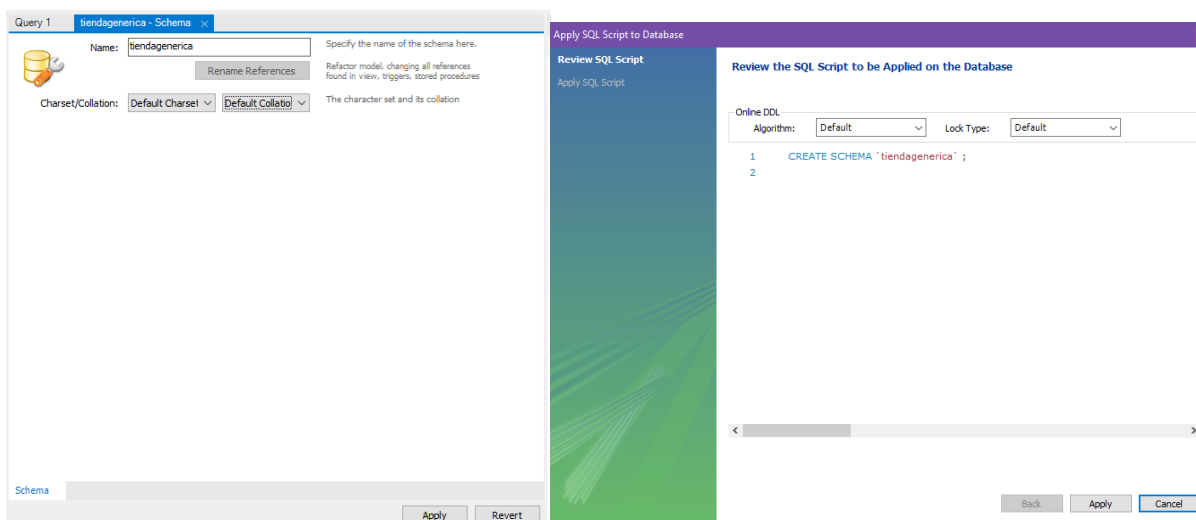 Query 1
tiendagenerica - Schema ×
Name: tiendagenerica
Specify the name of the schema here.
Rename References
Refactor model, changing all references
found in view, triggers, stored procedures
Charset/Collation: Default Charset Default Collatio
The character set and its collation
Schema
Apply Revert
Apply SQL Script to Database
Review SQL Script
Apply SQL Script
Review the SQL Script to be Applied on the Database
Online DDL
Algorithm: Default Lock Type: Default
1 CREATE SCHEMA `tiendagenerica` ;
2
Back Apply Cancel